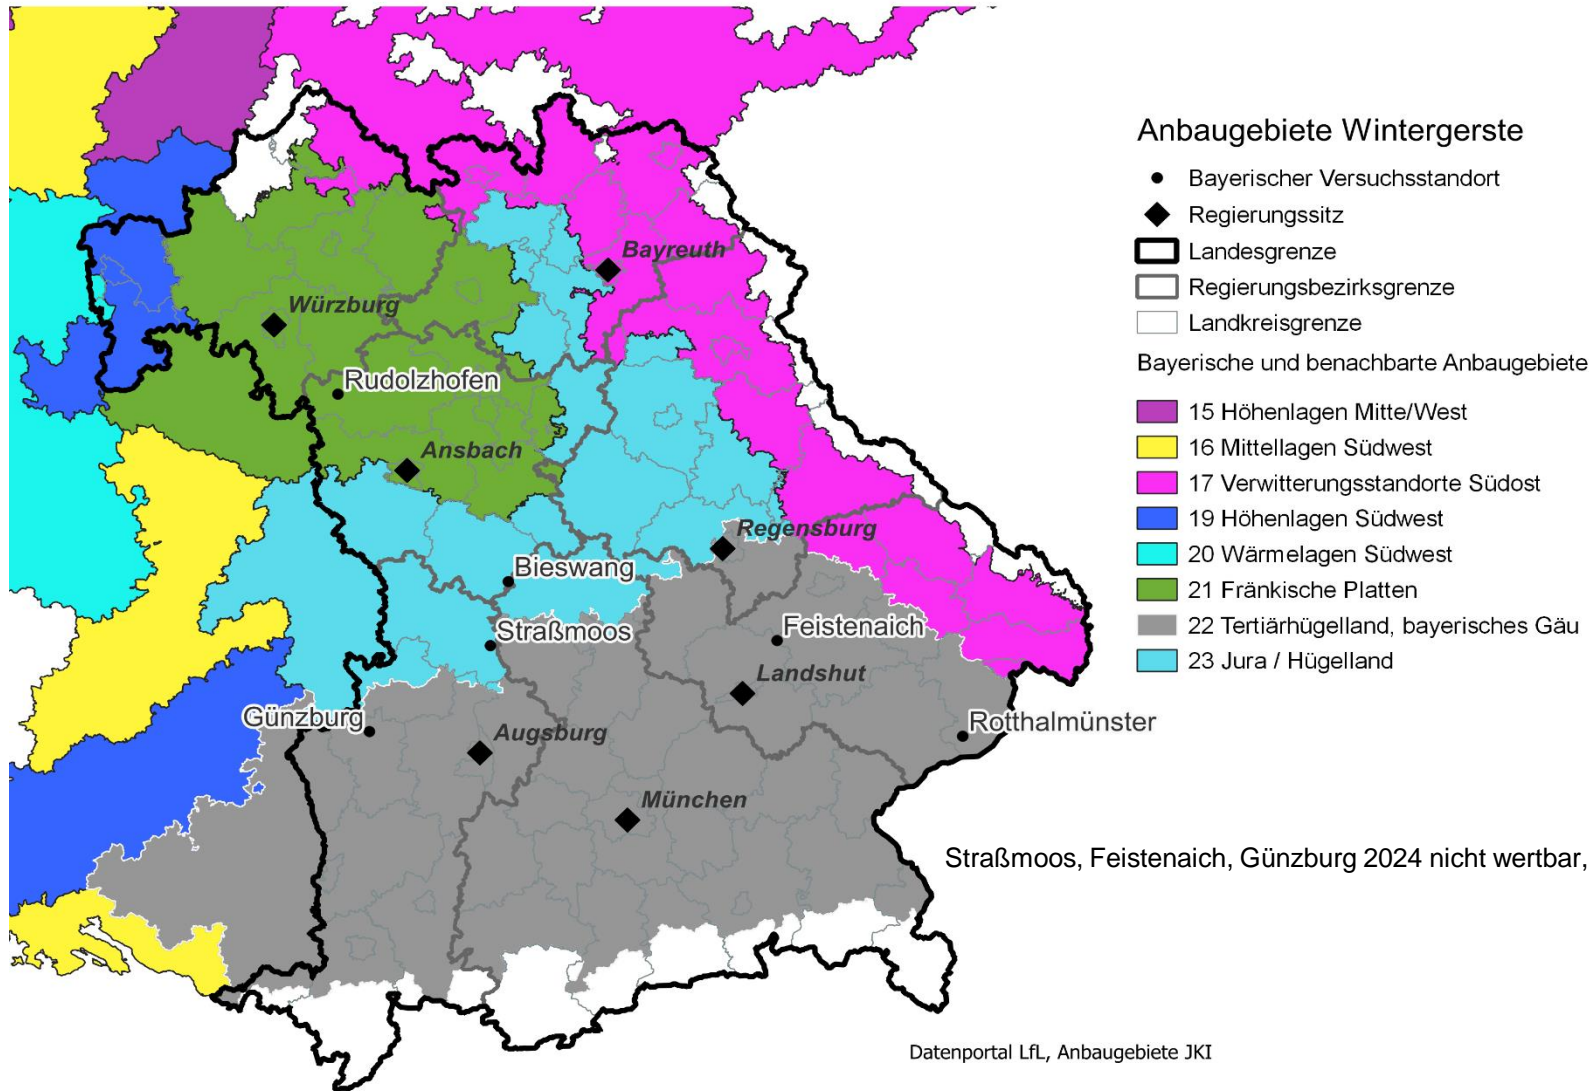 Anbaugebiete Wintergerste
Bayerischer Versuchsstandort
Regierungssitz
Landesgrenze
Regierungsbezirksgrenze
Landkreisgrenze
Bayerische und benachbarte Anbaugebiete
15 Höhenlagen Mitte/West
16 Mittellagen Südwest
17 Verwitterungsstandorte Südost
19 Höhenlagen Südwest
20 Wärmelagen Südwest
21 Fränkische Platten
22 Tertiärhügelland, bayerisches Gäu
23 Jura / Hügelland
Bayreuth
Würzburg
Rudolzhofen
Ansbach
Regensburg
Bieswang
Straßmoos
Feistenaich
Landshut
Günzburg
Augsburg
Rotthalmünster
München
Straßmoos, Feistenaich, Günzburg 2024 nicht wertbar,
Datenportal LfL, Anbaugebiete JKI